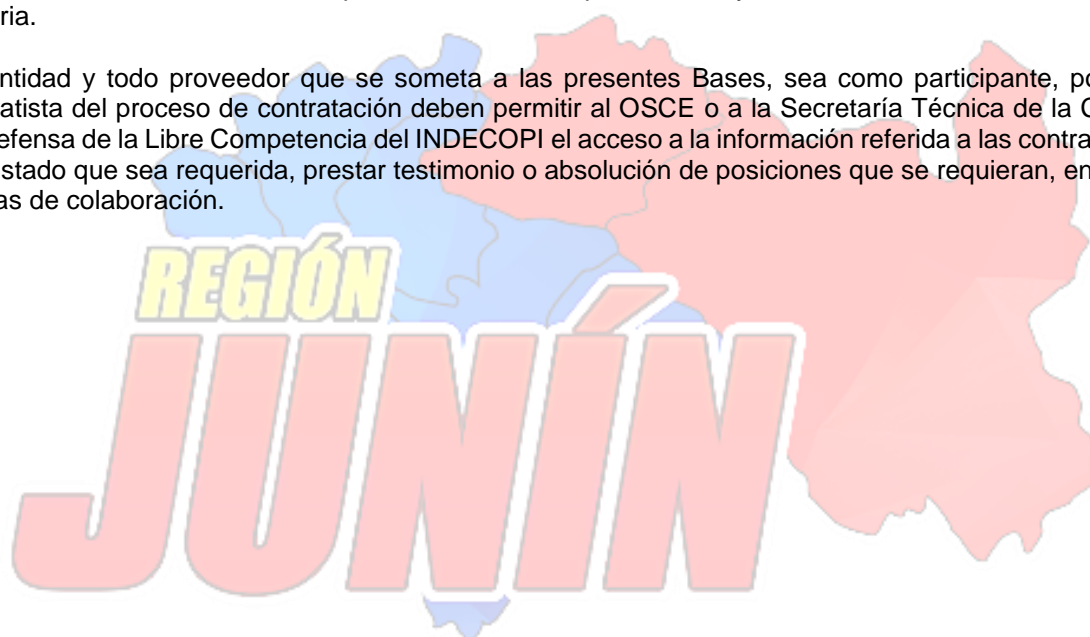 ria.
ntidad y todo proveedor que se someta a las presentes Bases, sea como participante, po
atista del proceso de contratación deben permitir al OSCE o a la Secretaría Técnica de la
efensa de la Libre Competencia del INDECOPI el acceso a la información referida a las contra
stado que sea requerida, prestar testimonio o absolución de posiciones que se requieran, en
as de colaboración.
REGIÓN
JUNÍN